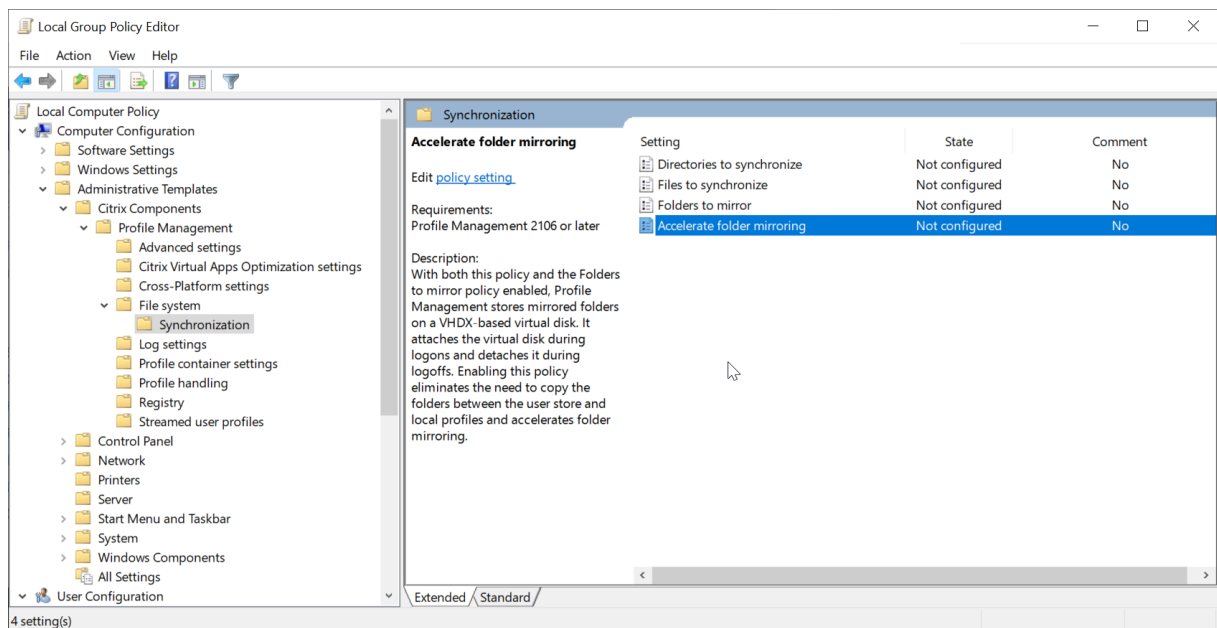 Local Group Policy Editor
File Action View Help
Local Computer Policy
Computer Configuration
Software Settings
Windows Settings
Administrative Templates
Citrix Components
Profile Management
Advanced settings
Citrix Virtual Apps Optimization settings
Cross-Platform settings
File system
Synchronization
Log settings
Profile container settings
Profile handling
Registry
Streamed user profiles
Control Panel
Network
Printers
Server
Start Menu and Taskbar
System
Windows Components
All Settings
User Configuration
Synchronization
Accelerate folder mirroring
Edit policy setting
Requirements:
Profile Management 2106 or later
Description:
With both this policy and the Folders
to mirror policy enabled, Profile
Management stores mirrored folders
on a VHDX-based virtual disk. It
attaches the virtual disk during
logons and detaches it during
logoffs. Enabling this policy
eliminates the need to copy the
folders between the user store and
local profiles and accelerates folder
mirroring.
Setting State Comment
Directories to synchronize Not configured No
Files to synchronize Not configured No
Folders to mirror Not configured No
Accelerate folder mirroring Not configured No
Extended Standard
4 setting(s)